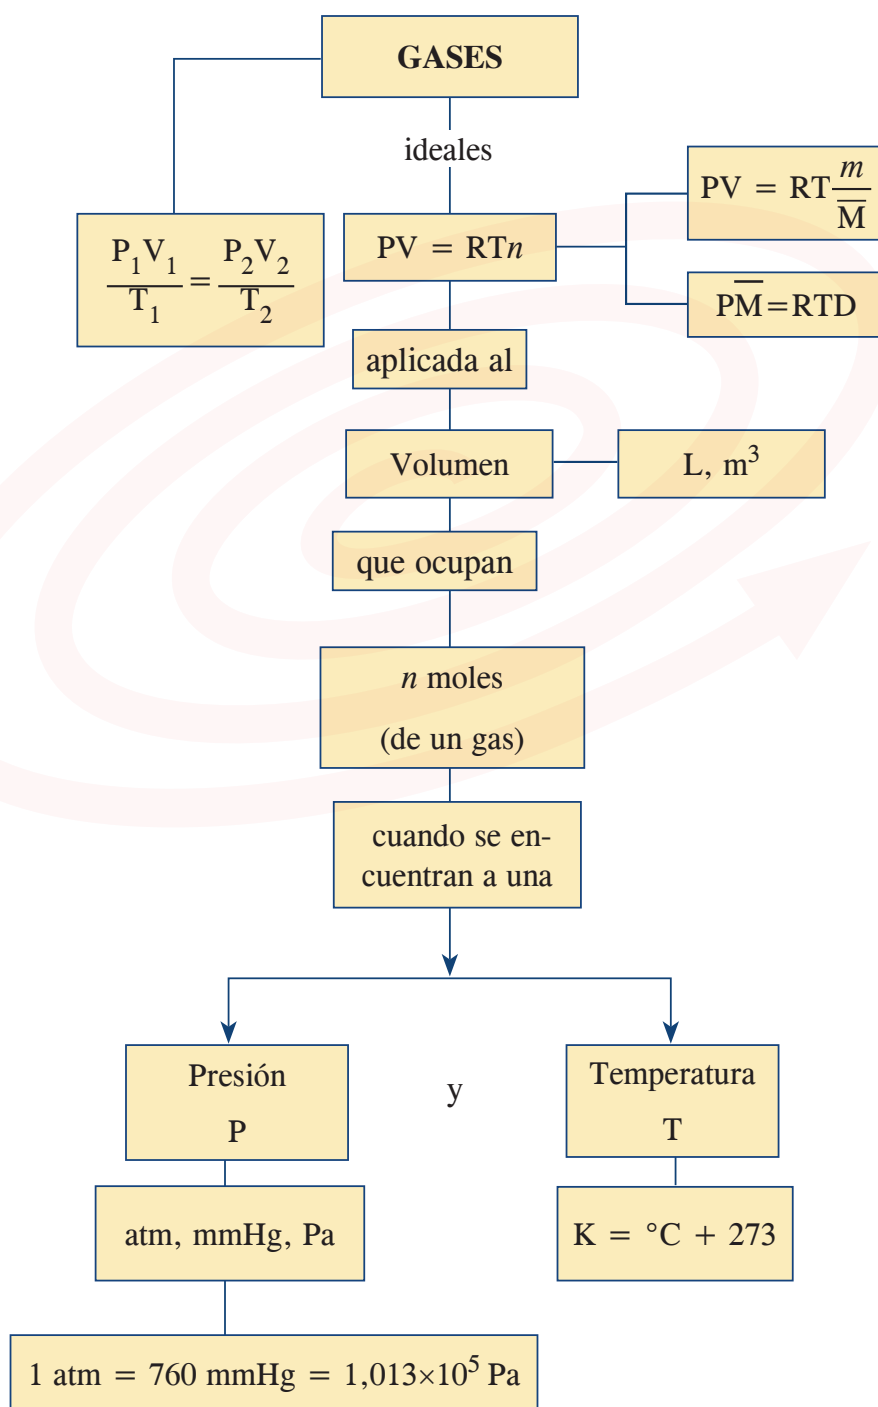 GASES
ideales
P₁V₁/T₁ = P₂V₂/T₂
PV = RTn
PV = RT m/M̅
PM̅=RTD
aplicada al
Volumen
L, m³
que ocupan
n moles
(de un gas)
cuando se en-
cuentran a una
Presión
P
y
Temperatura
T
atm, mmHg, Pa
K = °C + 273
1 atm = 760 mmHg = 1,013×10⁵ Pa